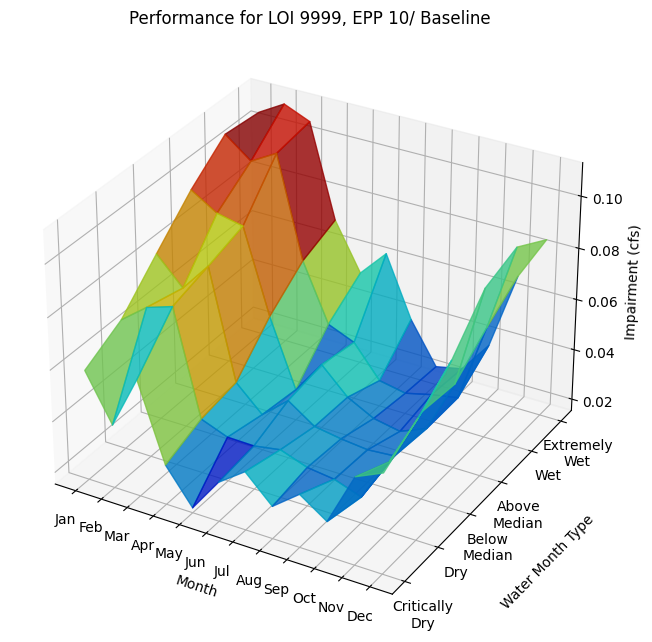 Performance for LOI 9999, EPP 10/ Baseline
0.10
0.08
0.06
0.04
0.02
Impairment (cfs)
Extremely
Wet
Wet
Above
Median
Below
Median
Dry
Critically
Dry
Water Month Type
Jan
Feb
Mar
Apr
May
Jun
Jul
Aug
Sep
Oct
Nov
Dec
Month